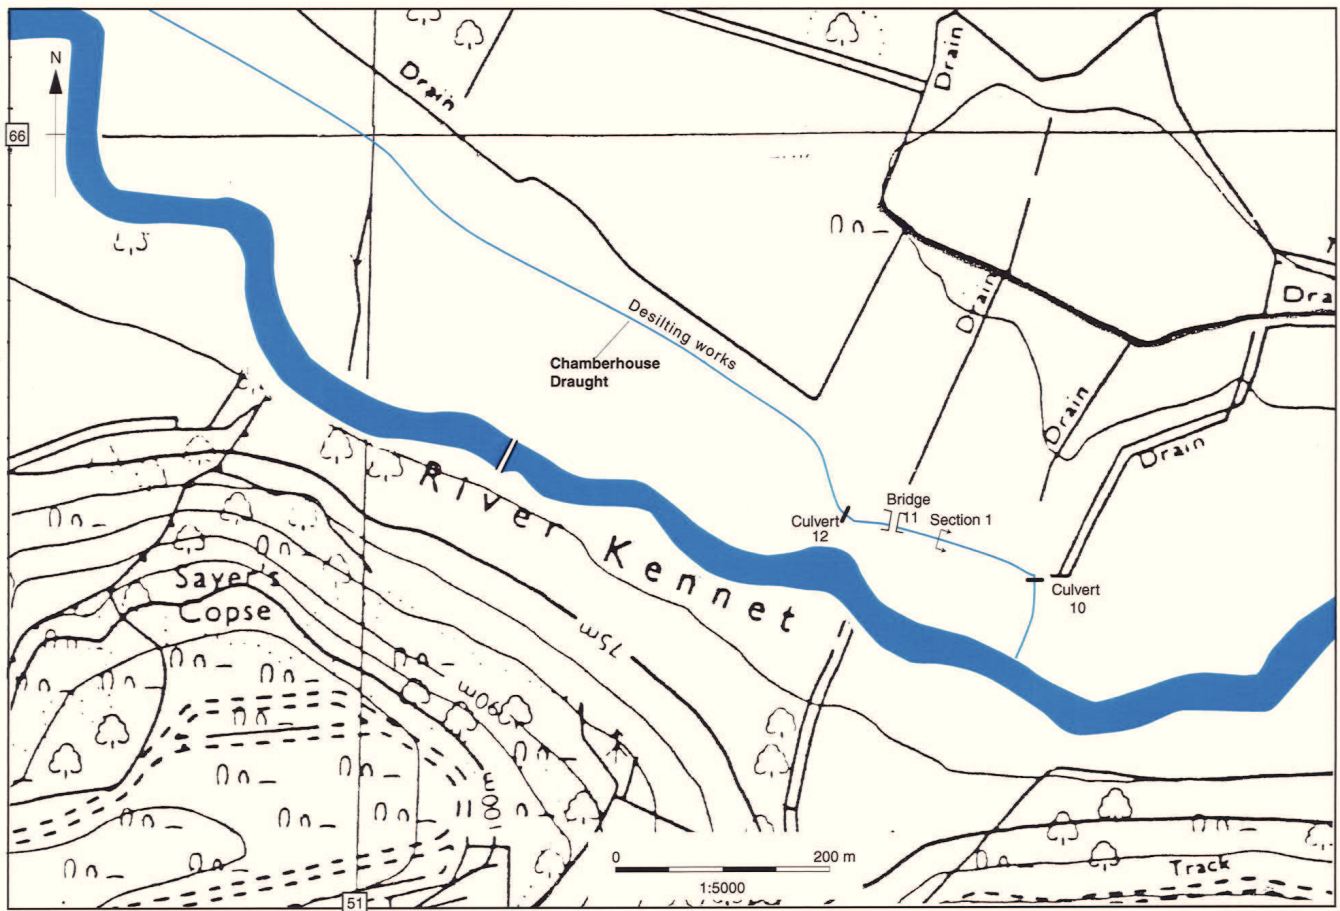 Drain
Drain
N
66
Drain
Dra
Desilting works
Chamberhouse
Draught
Drain
Drain
River Kennet
Bridge
11
Section 1
Culvert
12
Culvert
10
Sayer's
Copse
75m
90m
100m
0 200 m
1:5000
Track
51